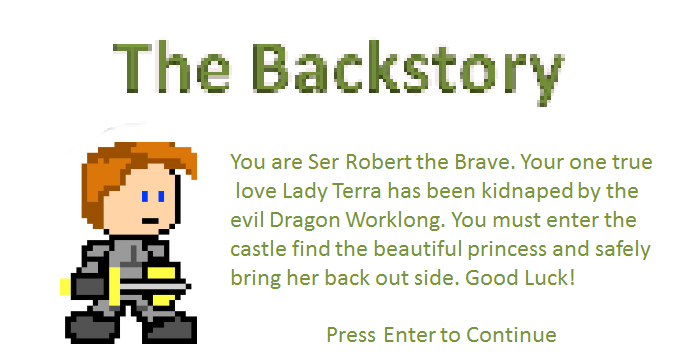 The Backstory
You are Ser Robert the Brave. Your one true
love Lady Terra has been kidnaped by the
evil Dragon Worklong. You must enter the
castle find the beautiful princess and safely
bring her back out side. Good Luck!
Press Enter to Continue